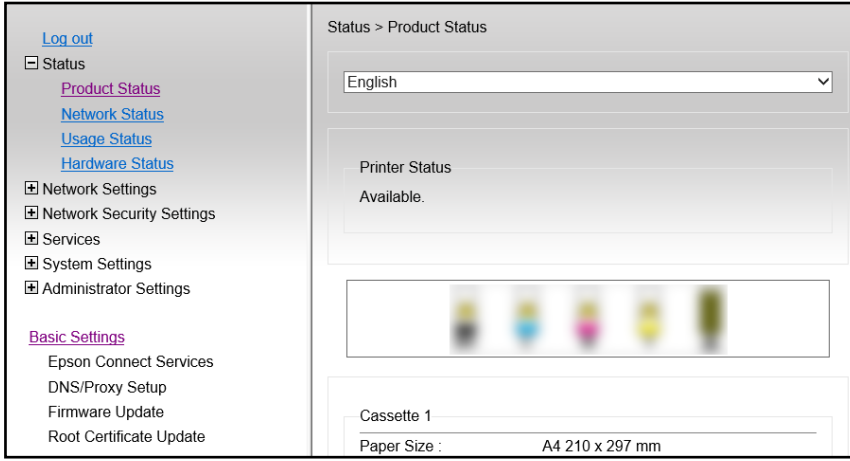 Log out
Status
Product Status
Network Status
Usage Status
Hardware Status
Network Settings
Network Security Settings
Services
System Settings
Administrator Settings
Basic Settings
Epson Connect Services
DNS/Proxy Setup
Firmware Update
Root Certificate Update
Status > Product Status
English
Printer Status
Available.
Cassette 1
Paper Size : A4 210 x 297 mm